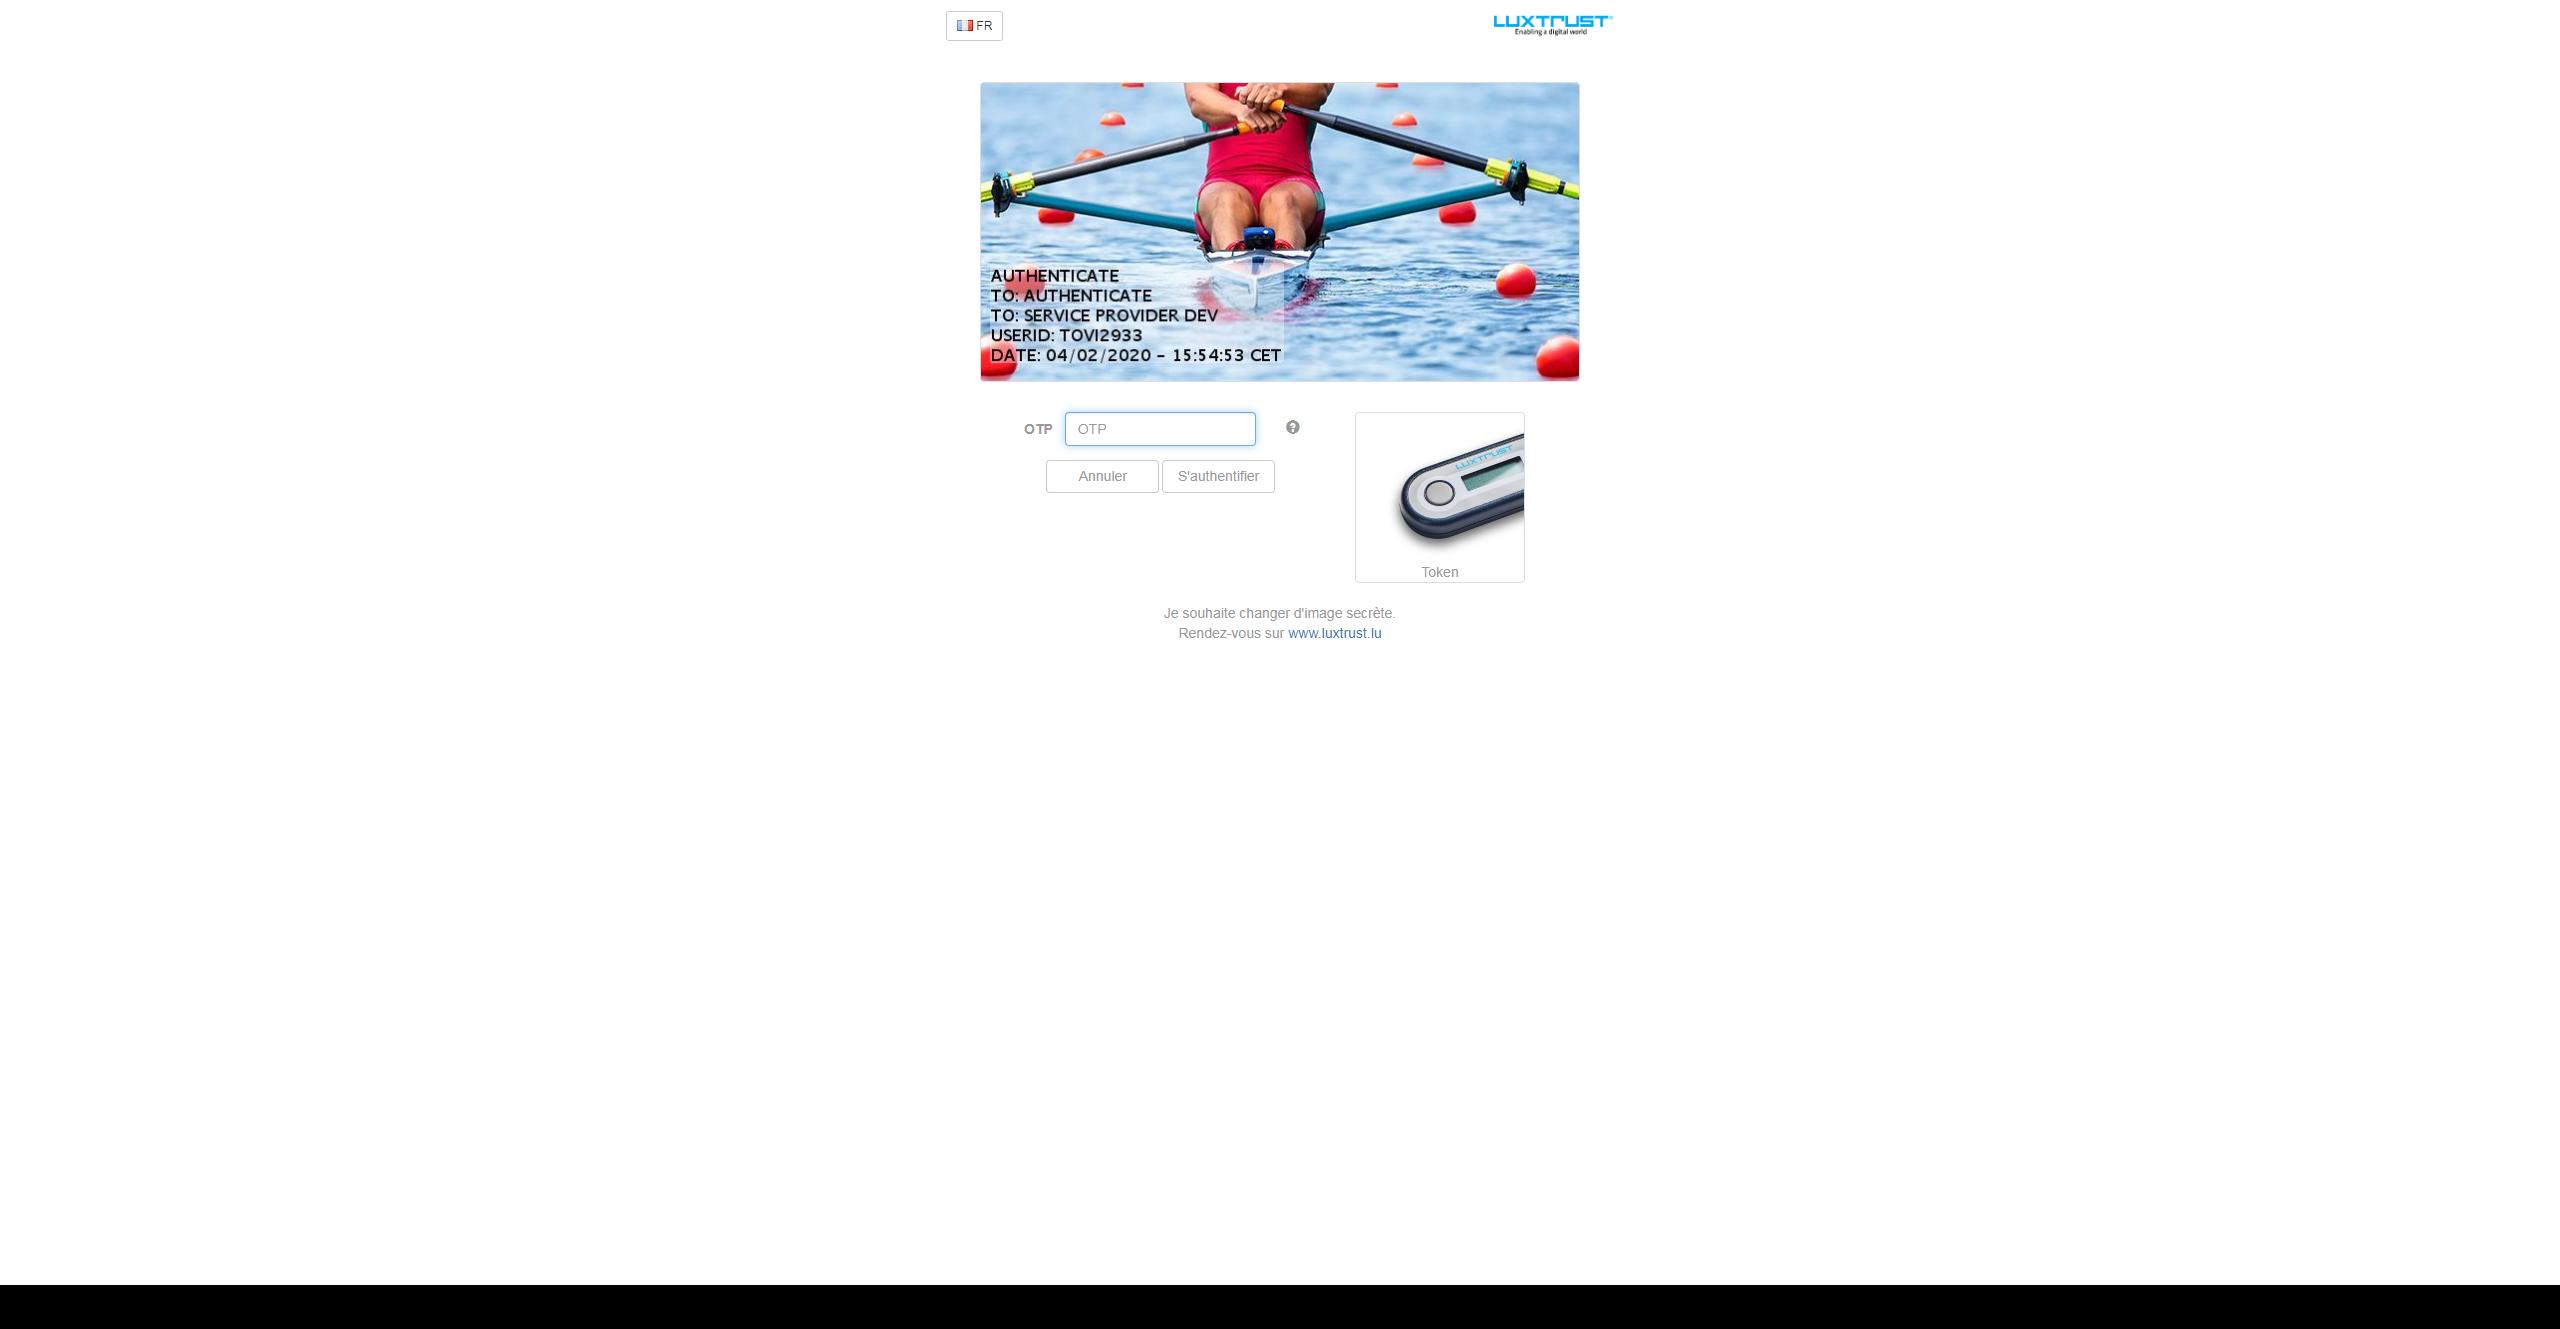 FR
LUXTRUST®
Enabling a digital world
AUTHENTICATE
TO: AUTHENTICATE
TO: SERVICE PROVIDER DEV
USERID: TOVI2933
DATE: 04/02/2020 - 15:54:53 CET
OTP OTP
Annuler S'authentifier
LUXTRUST
Token
Je souhaite changer d'image secrète.
Rendez-vous sur www.luxtrust.lu